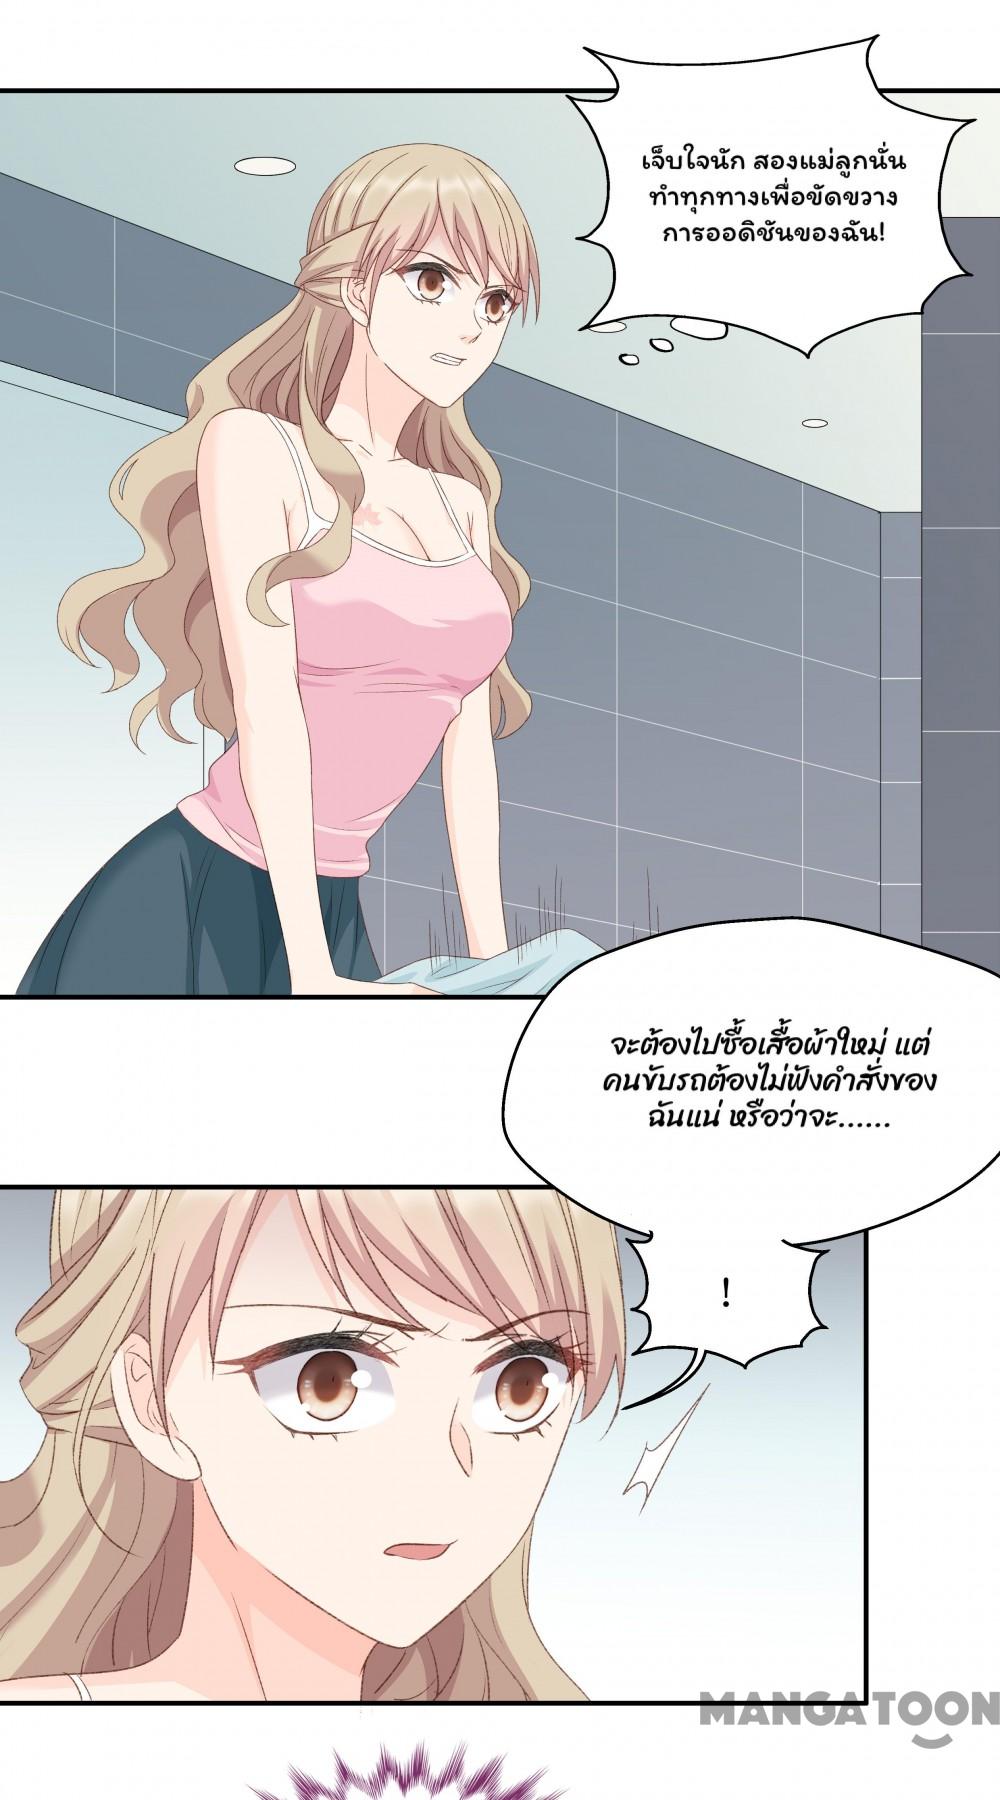 เจ็บใจนัก สองแม่ลูกนั่น
ทำทุกทางเพื่อขัดขวาง
การออดิชันของฉัน!
จะต้องไปซื้อเสื้อผ้าใหม่ แต่
คนขับรถต้องไม่ฟังคำสั่งของ
ฉันแน่ หรือว่าจะ......
!
MANGATOON